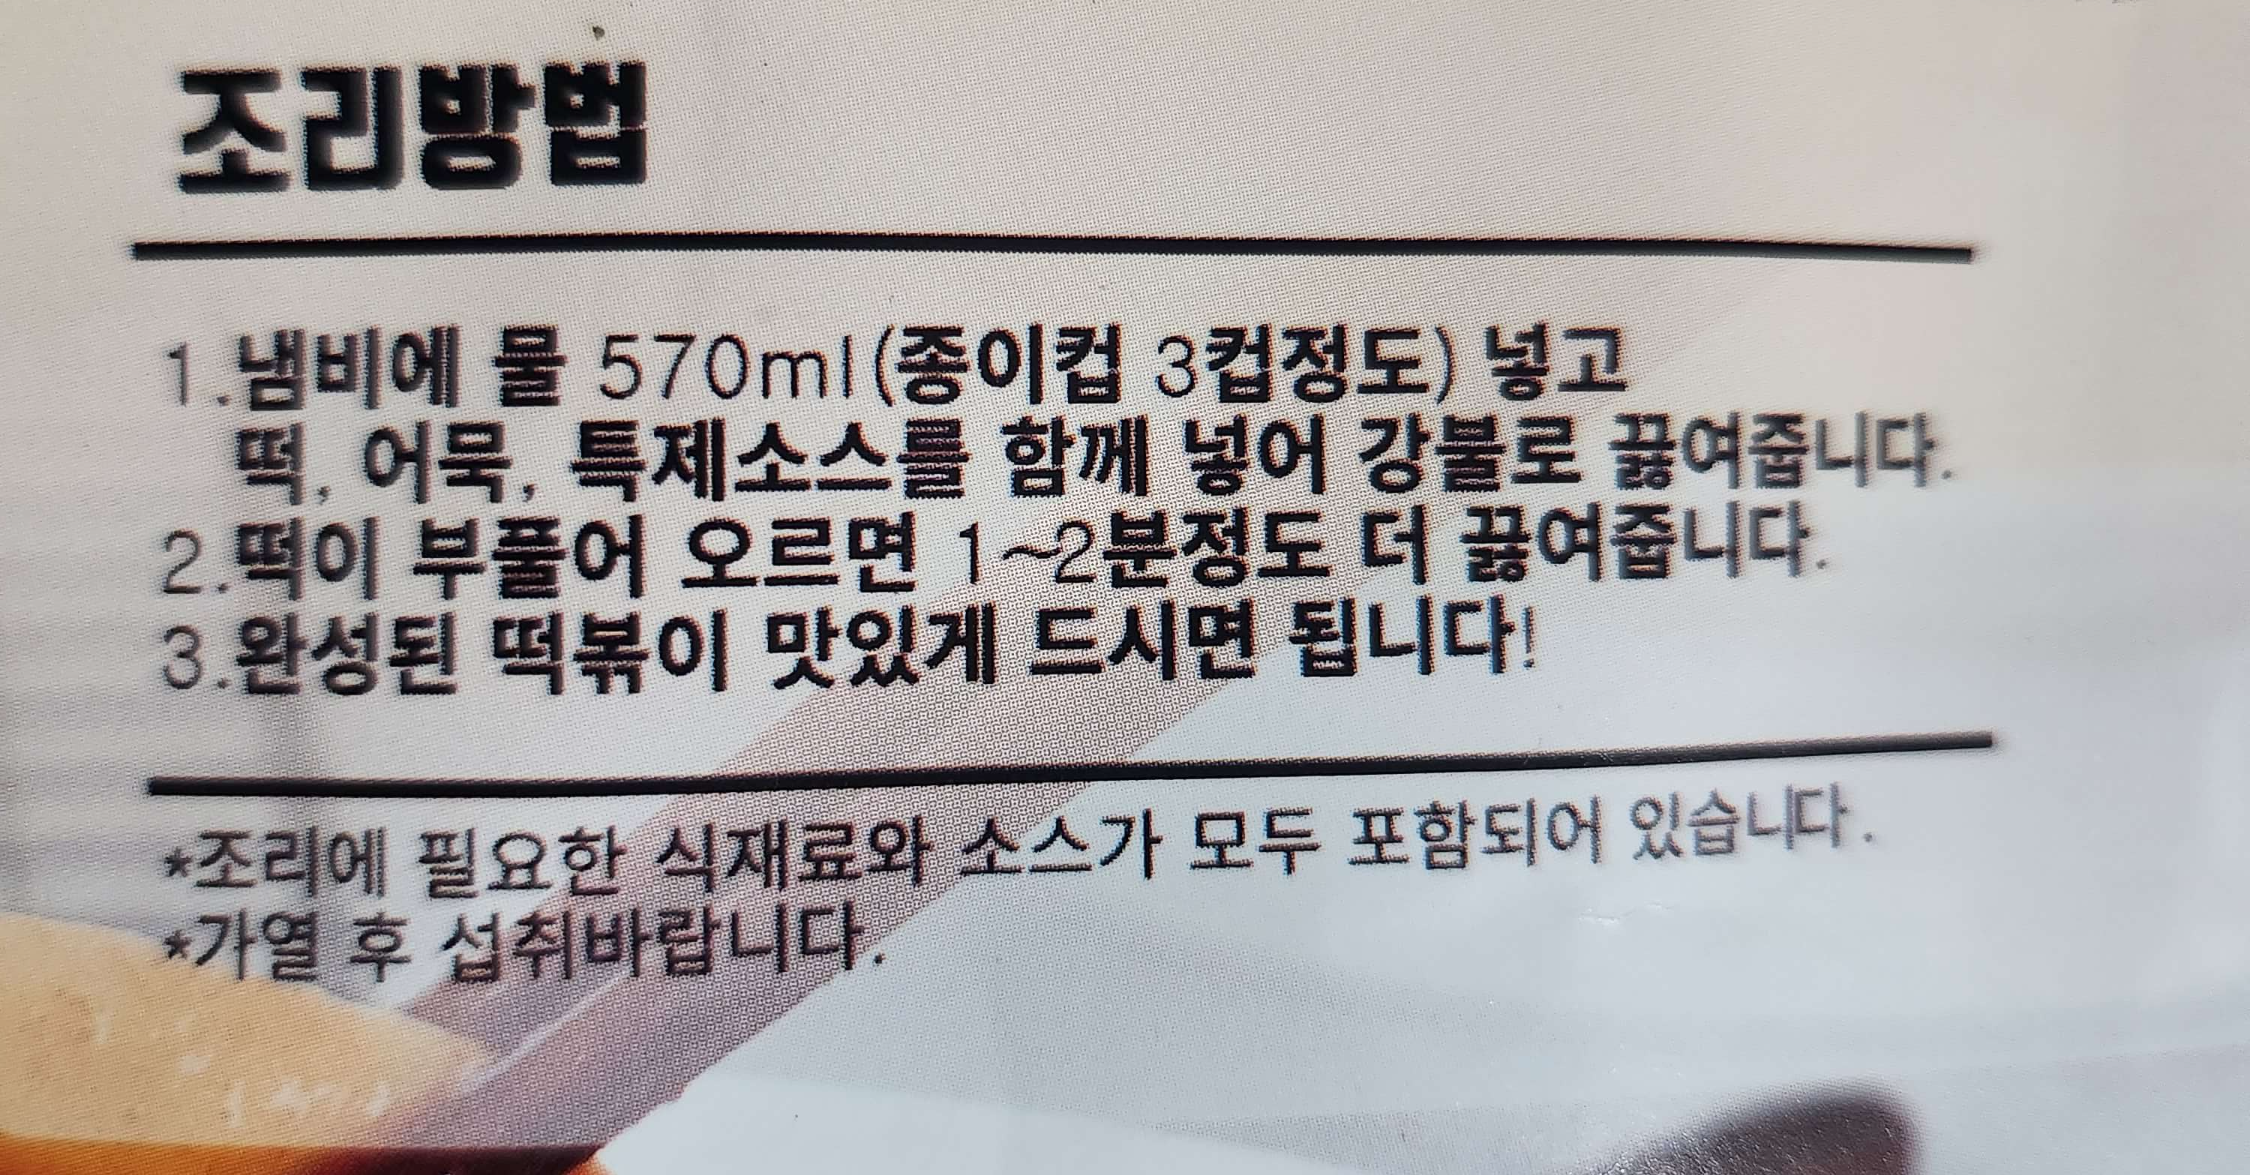 조리방법
1.냄비에 물 570ml(종이컵 3컵정도) 넣고
떡, 어묵, 특제소스를 함께 넣어 강불로 끓여줍니다.
2.떡이 부풀어 오르면 1~2분정도 더 끓여줍니다.
3.완성된 떡볶이 맛있게 드시면 됩니다!
*조리에 필요한 식재료와 소스가 모두 포함되어 있습니다.
*가열 후 섭취바랍니다.